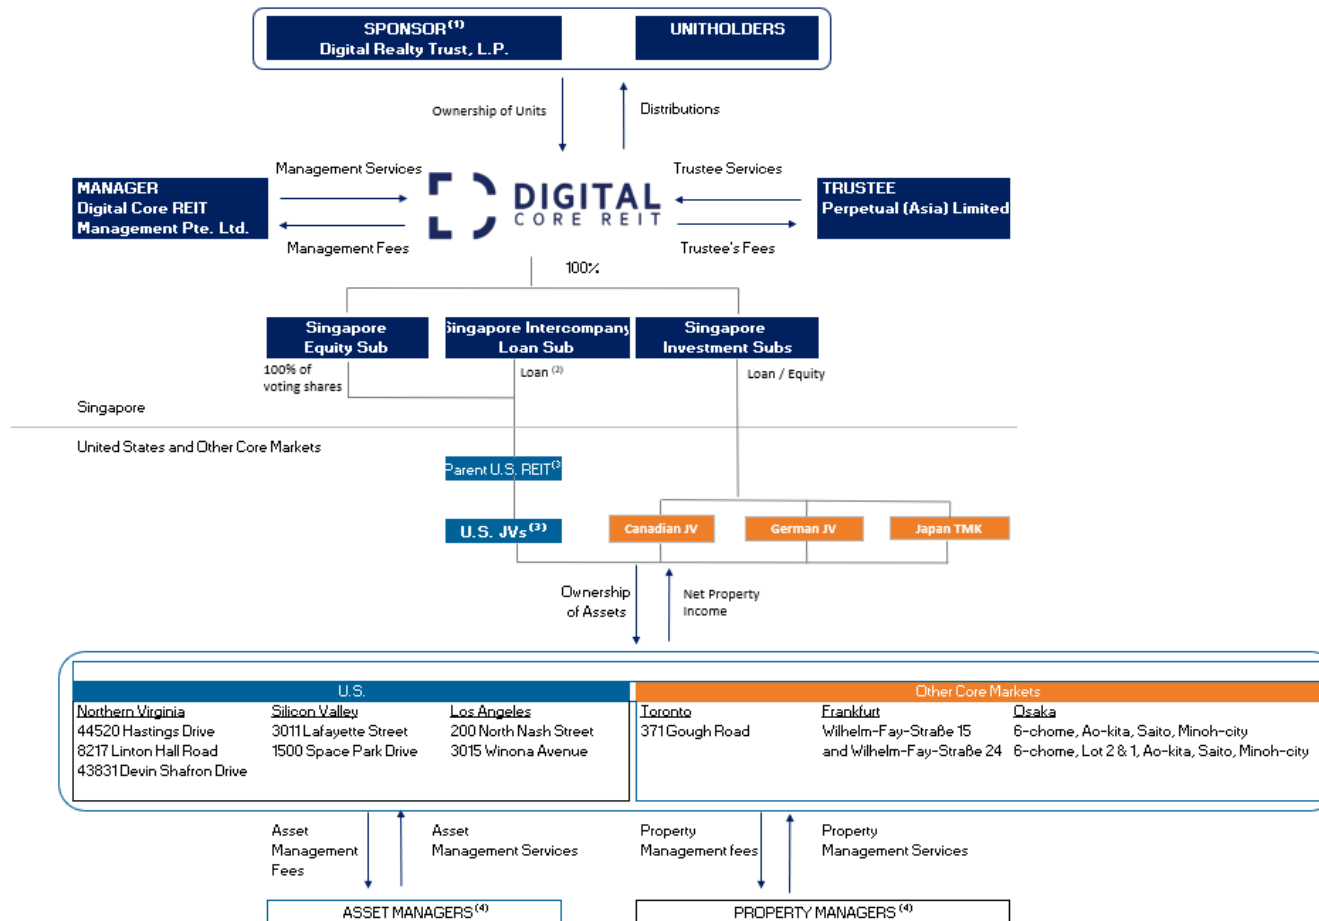 SPONSOR(1)
Digital Realty Trust, L.P.
UNITHOLDERS
Ownership of Units
Distributions
Management Services
Trustee Services
MANAGER
Digital Core REIT
Management Pte. Ltd.
DIGITAL
CORE REIT
TRUSTEE
Perpetual (Asia) Limited
Management Fees
Trustee's Fees
100%
Singapore
Equity Sub
Singapore Intercompany
Loan Sub
Singapore
Investment Subs
100% of
voting shares
Loan (2)
Loan / Equity
Singapore
United States and Other Core Markets
Parent U.S. REIT(3
U.S. JVs(3)
Canadian JV
German JV
Japan TMK
Ownership
of Assets
Net Property
Income
U.S.
Other Core Markets
Northern Virginia
44520 Hastings Drive
8217 Linton Hall Road
43831 Devin Shafron Drive
Silicon Valley
3011 Lafayette Street
1500 Space Park Drive
Los Angeles
200 North Nash Street
3015 Winona Avenue
Toronto
371 Gough Road
Frankfurt
Wilhelm-Fay-Straße 15
and Wilhelm-Fay-Straße 24
Osaka
6-chome, Ao-kita, Saito, Minoh-city
6-chome, Lot 2 & 1, Ao-kita, Saito, Minoh-city
Asset
Management
Fees
Asset
Management Services
Property
Management fees
Property
Management Services
ASSET MANAGERS(4)
PROPERTY MANAGERS(4)